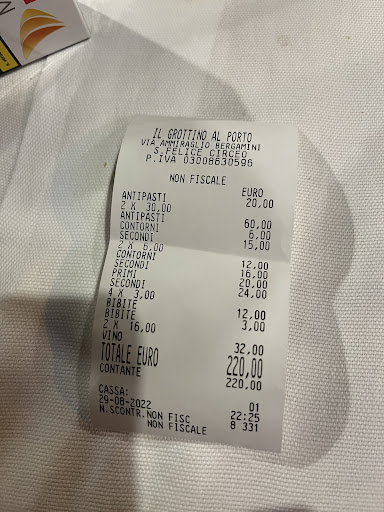 IL GROTTINO AL PORTO
VIA AMMIRAGLIO BERGAMINI
S.FELICE CIRCEO
P.IVA 03008630596
NON FISCALE
EURO
ANTIPASTI 20,00
2 X 30,00
ANTIPASTI 60,00
CONTORNI 6,00
SECONDI 15,00
2 X 6,00
CONTORNI 12,00
SECONDI 16,00
PRIMI 20,00
SECONDI 24,00
4 X 3,00
BIBITE 12,00
BIBITE 3,00
2 X 16,00
VINO 32,00
TOTALE EURO 220,00
CONTANTE 220,00
CASSA: 01
29-08-2022 22:25
N.SCONTR.NON FISC 8 331
NON FISCALE